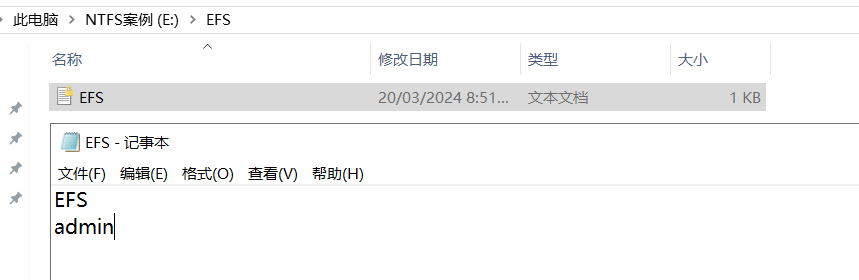 此电脑 > NTFS案例 (E:) > EFS
名称 修改日期 类型 大小
EFS 20/03/2024 8:51... 文本文档 1 KB
EFS - 记事本
文件(F) 编辑(E) 格式(O) 查看(V) 帮助(H)
EFS
admin